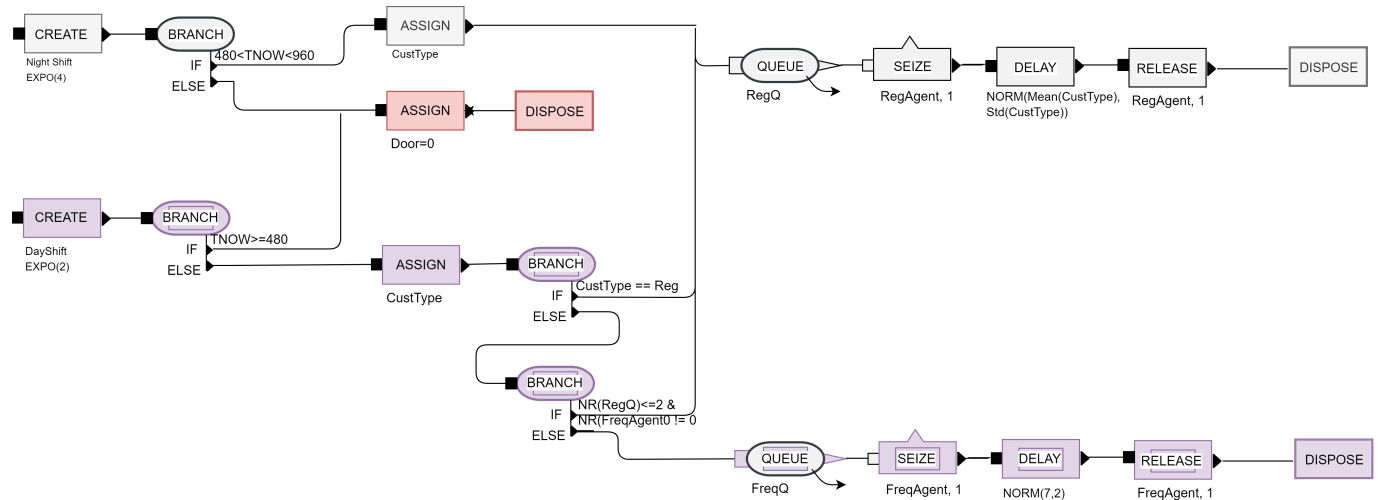 CREATE
BRANCH
ASSIGN
480<TNOW<960
Night Shift
EXPO(4)
IF
ELSE
CustType
QUEUE
SEIZE
DELAY
RELEASE
DISPOSE
RegQ
RegAgent, 1
NORM(Mean(CustType),
Std(CustType))
RegAgent, 1
ASSIGN
DISPOSE
Door=0
CREATE
BRANCH
TNOW>=480
DayShift
EXPO(2)
IF
ELSE
ASSIGN
BRANCH
CustType
CustType == Reg
IF
ELSE
BRANCH
NR(RegQ)<=2 &
IF
NR(FreqAgent0 != 0
ELSE
QUEUE
SEIZE
DELAY
RELEASE
DISPOSE
FreqQ
FreqAgent, 1
NORM(7,2)
FreqAgent, 1